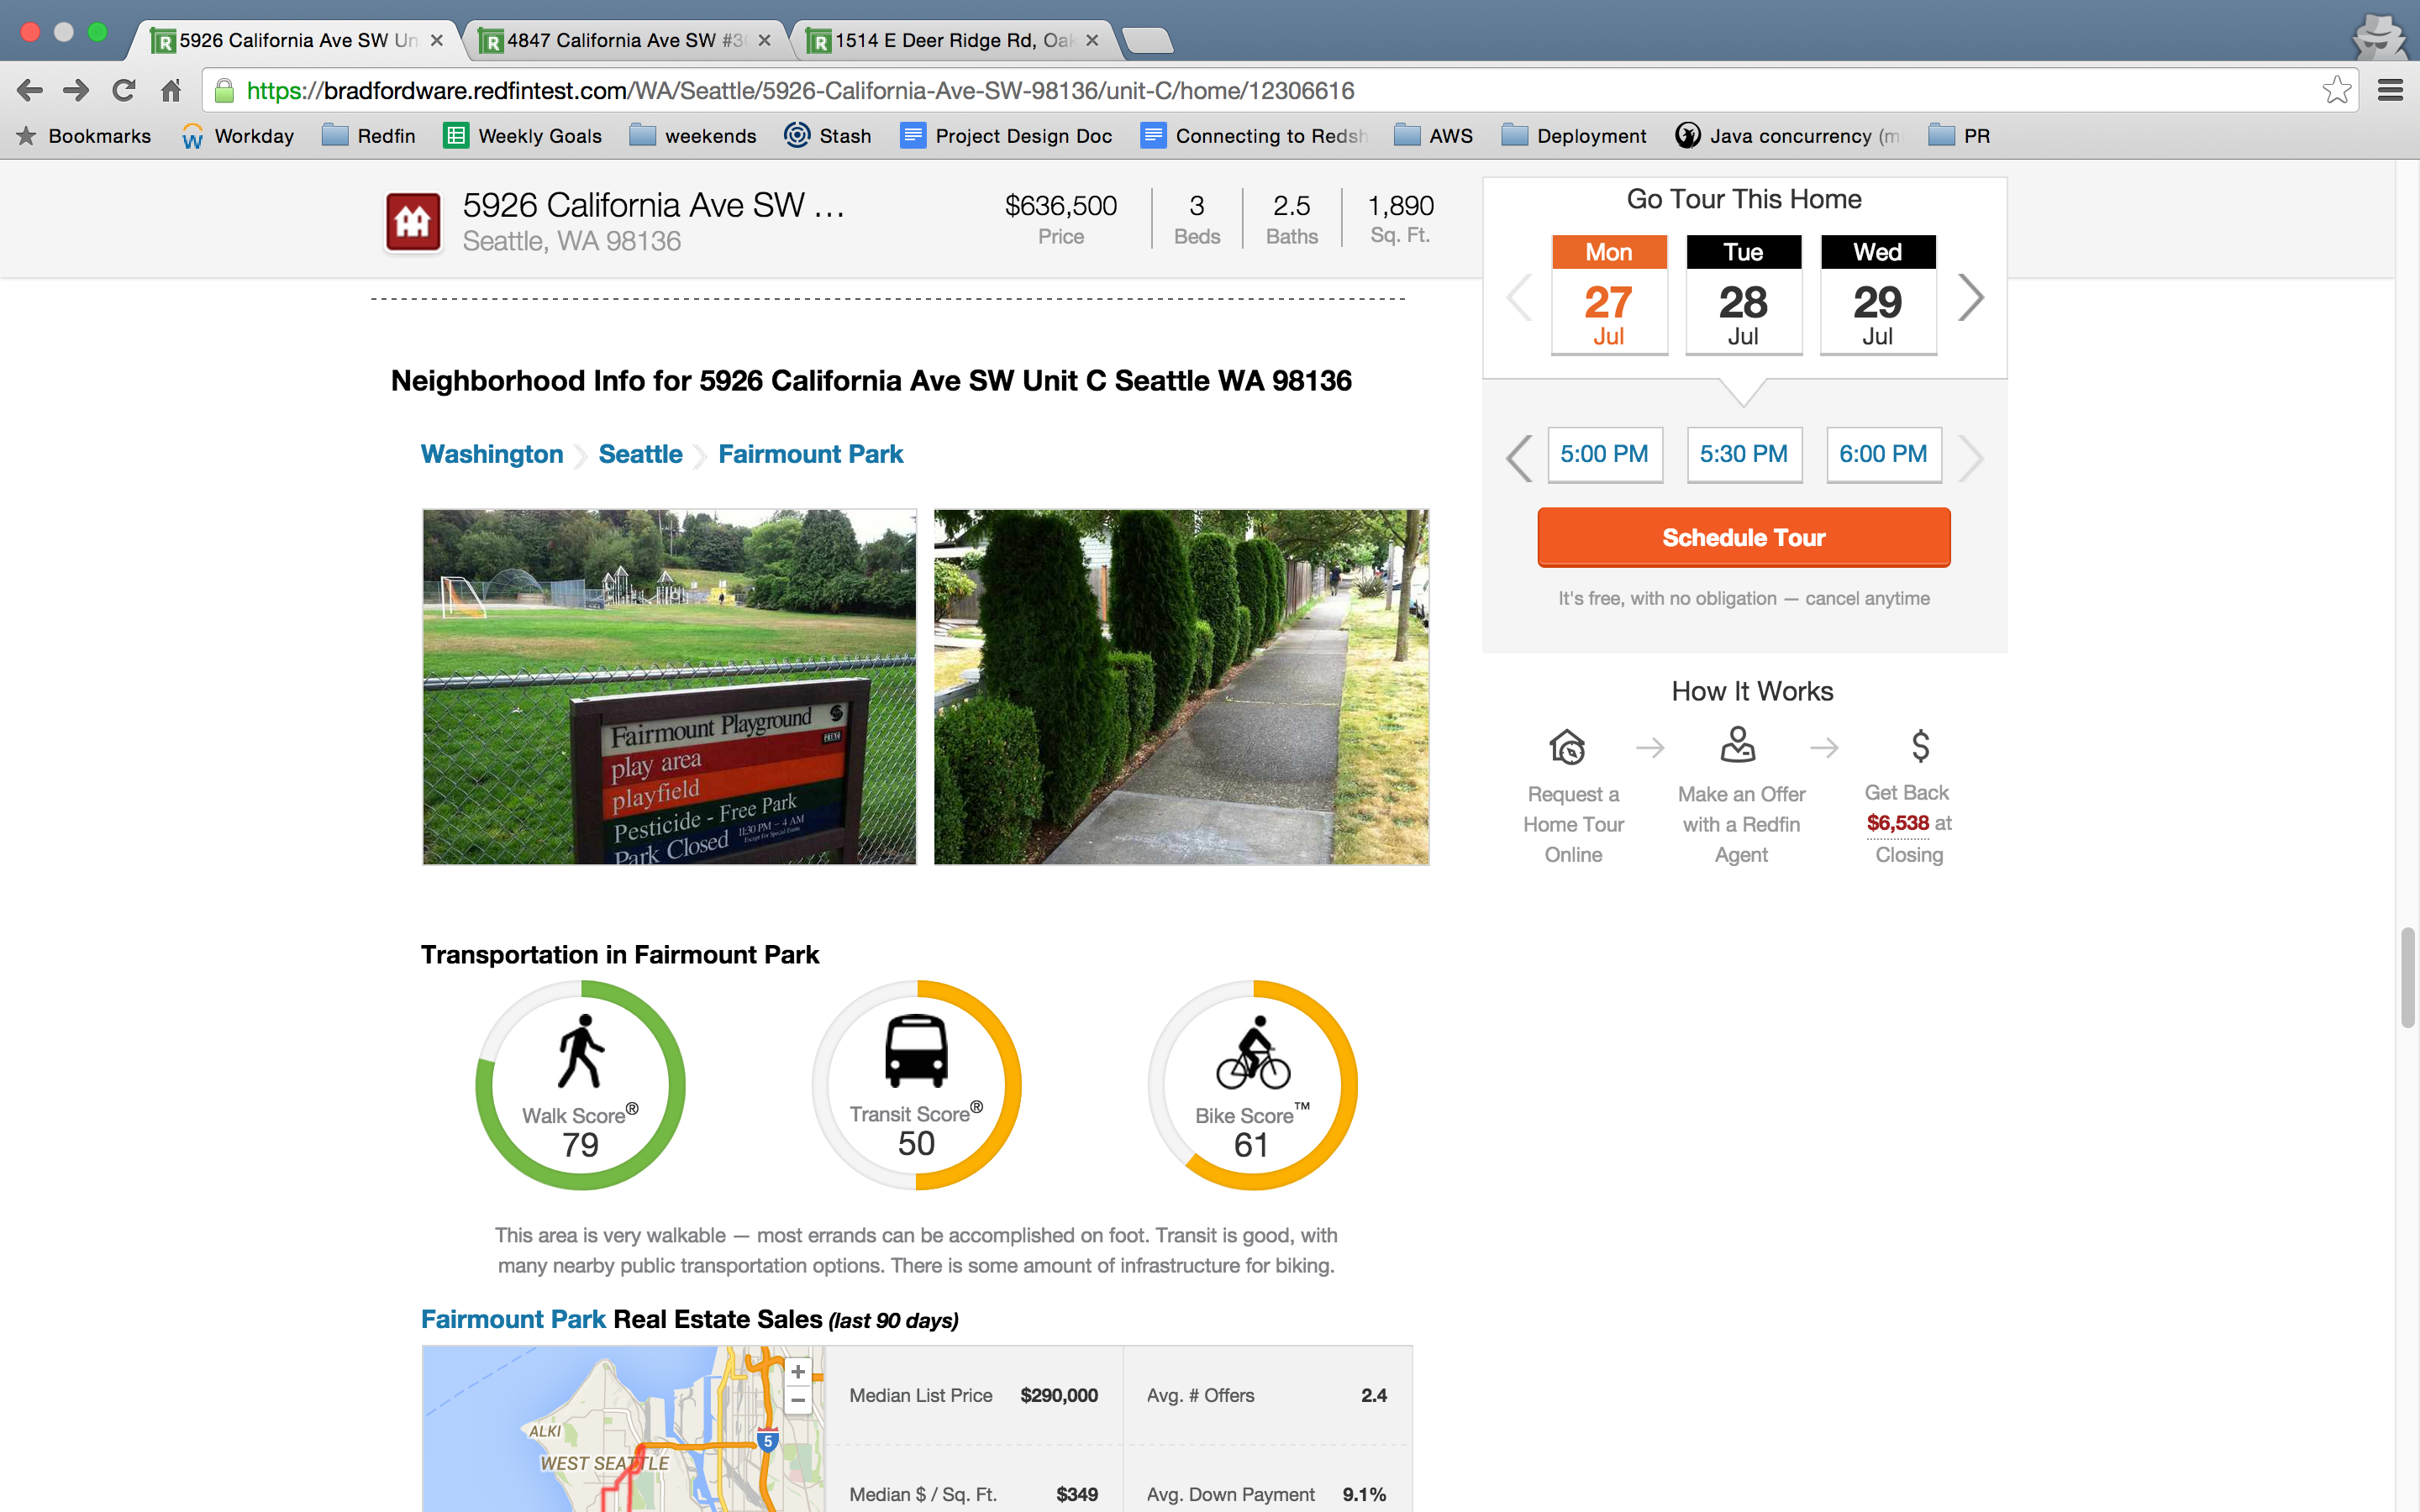 5926 California Ave SW Un
4847 California Ave SW #3
1514 E Deer Ridge Rd, Oak
https://bradfordware.redfintest.com/WA/Seattle/5926-California-Ave-SW-98136/unit-C/home/12306616
Bookmarks Workday Redfin Weekly Goals weekends Stash Project Design Doc Connecting to Redsh AWS Deployment Java concurrency (m PR
5926 California Ave SW ...
Seattle, WA 98136
$636,500 3 2.5 1,890
Price Beds Baths Sq. Ft.
Go Tour This Home
Mon Tue Wed
27 28 29
Jul Jul Jul
5:00 PM 5:30 PM 6:00 PM
Schedule Tour
It's free, with no obligation — cancel anytime
How It Works
Request a
Home Tour
Online
Make an Offer
with a Redfin
Agent
Get Back
$6,538 at
Closing
Neighborhood Info for 5926 California Ave SW Unit C Seattle WA 98136
Washington Seattle Fairmount Park
Fairmount Playground
play area
playfield
Pesticide - Free Park
Park Closed 11:30 PM – 4 AM
Transportation in Fairmount Park
Walk Score®
79
Transit Score®
50
Bike Score™
61
This area is very walkable — most errands can be accomplished on foot. Transit is good, with
many nearby public transportation options. There is some amount of infrastructure for biking.
Fairmount Park Real Estate Sales (last 90 days)
ALKI
WEST SEATTLE
5
+
−
Median List Price $290,000 Avg. # Offers 2.4
Median $ / Sq. Ft. $349 Avg. Down Payment 9.1%